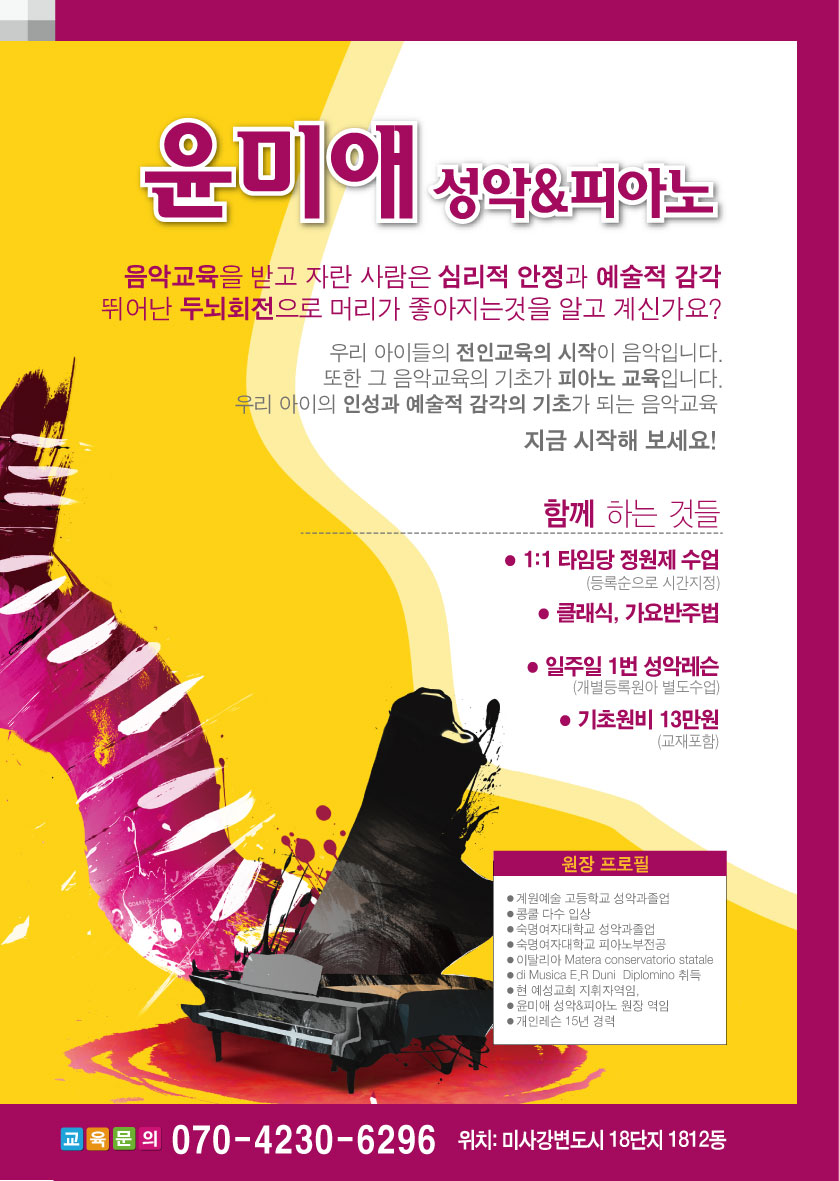 윤미애 성악&피아노
음악교육을 받고 자란 사람은 심리적 안정과 예술적 감각
뛰어난 두뇌회전으로 머리가 좋아지는것을 알고 계신가요?
우리 아이들의 전인교육의 시작이 음악입니다.
또한 그 음악교육의 기초가 피아노 교육입니다.
우리 아이의 인성과 예술적 감각의 기초가 되는 음악교육
지금 시작해 보세요!
함께 하는 것들
● 1:1 타임당 정원제 수업
(등록순으로 시간지정)
● 클래식, 가요반주법
● 일주일 1번 성악레슨
(개별등록원아 별도수업)
● 기초원비 13만원
(교재포함)
원장 프로필
● 계원예술 고등학교 성악과졸업
● 콩쿨 다수 입상
● 숙명여자대학교 성악과졸업
● 숙명여자대학교 피아노부전공
● 이탈리아 Matera conservatorio statale
● di Musica E,R Duni Diplomino 취득
● 현 예성교회 지휘자역임,
● 윤미애 성악&피아노 원장 역임
● 개인레슨 15년 경력
교육문의 070-4230-6296 위치: 미사강변도시 18단지 1812동